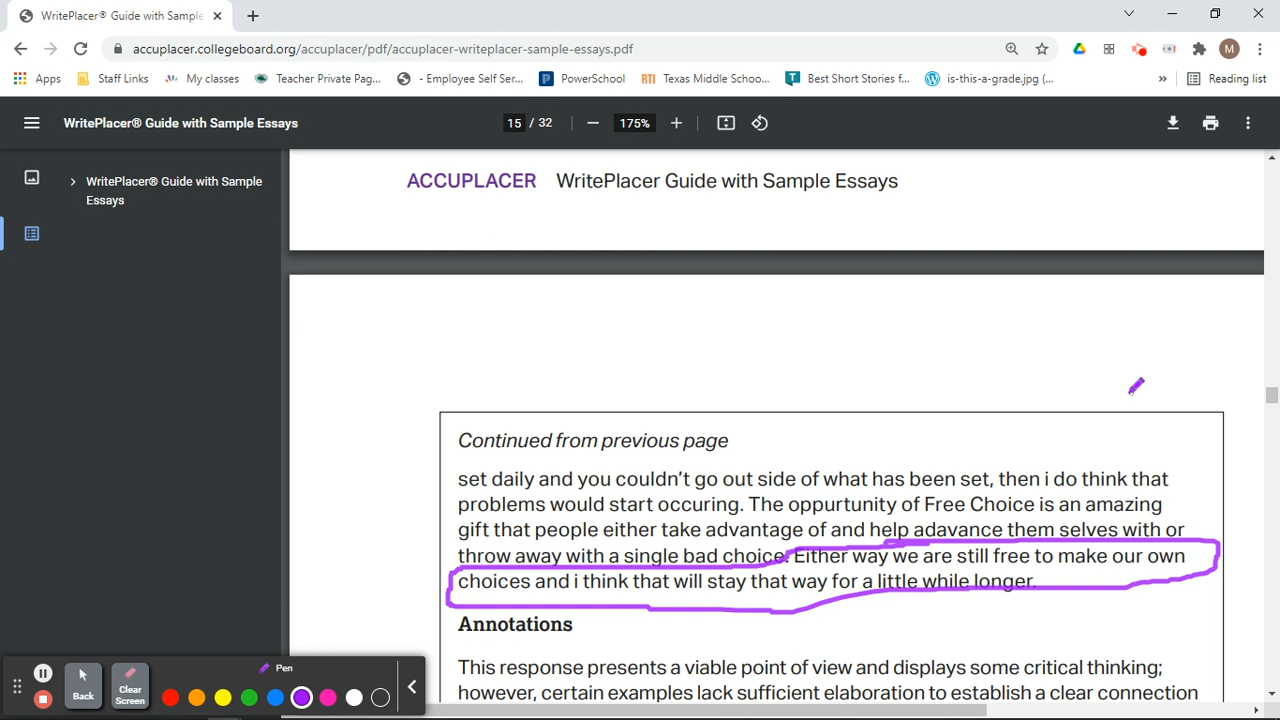 WritePlacer® Guide with Sample
accuplacer.collegeboard.org/accuplacer/pdf/accuplacer-writeplacer-sample-essays.pdf
M
Apps
Staff Links
My classes
Teacher Private Pag...
- Employee Self Ser...
PowerSchool
RTI Texas Middle Schoo...
Best Short Stories f...
is-this-a-grade.jpg (...
»
Reading list
WritePlacer® Guide with Sample Essays
15 / 32
175%
WritePlacer® Guide with Sample
Essays
ACCUPLACER WritePlacer Guide with Sample Essays
Continued from previous page
set daily and you couldn't go out side of what has been set, then i do think that
problems would start occuring. The oppurtunity of Free Choice is an amazing
gift that people either take advantage of and help adavance them selves with or
throw away with a single bad choice. Either way we are still free to make our own
choices and i think that will stay that way for a little while longer.
Annotations
This response presents a viable point of view and displays some critical thinking;
however, certain examples lack sufficient elaboration to establish a clear connection
Back
Clear
Screen
Pen